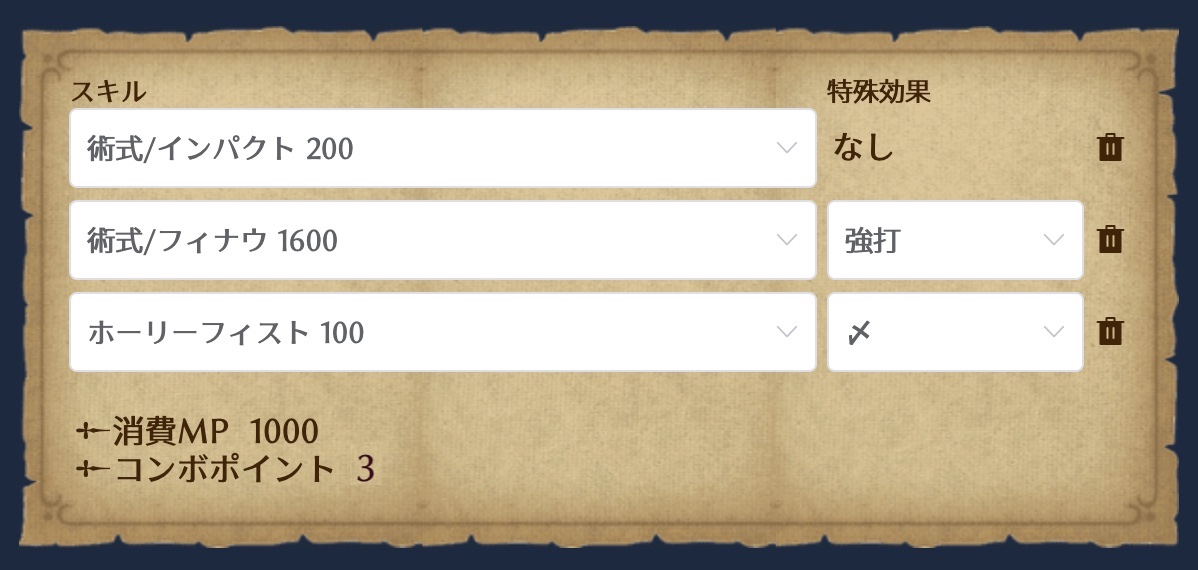 スキル 特殊効果
術式/インパクト 200 なし
術式/フィナウ 1600 強打
ホーリーフィスト 100 〆
消費MP 1000
コンボポイント 3